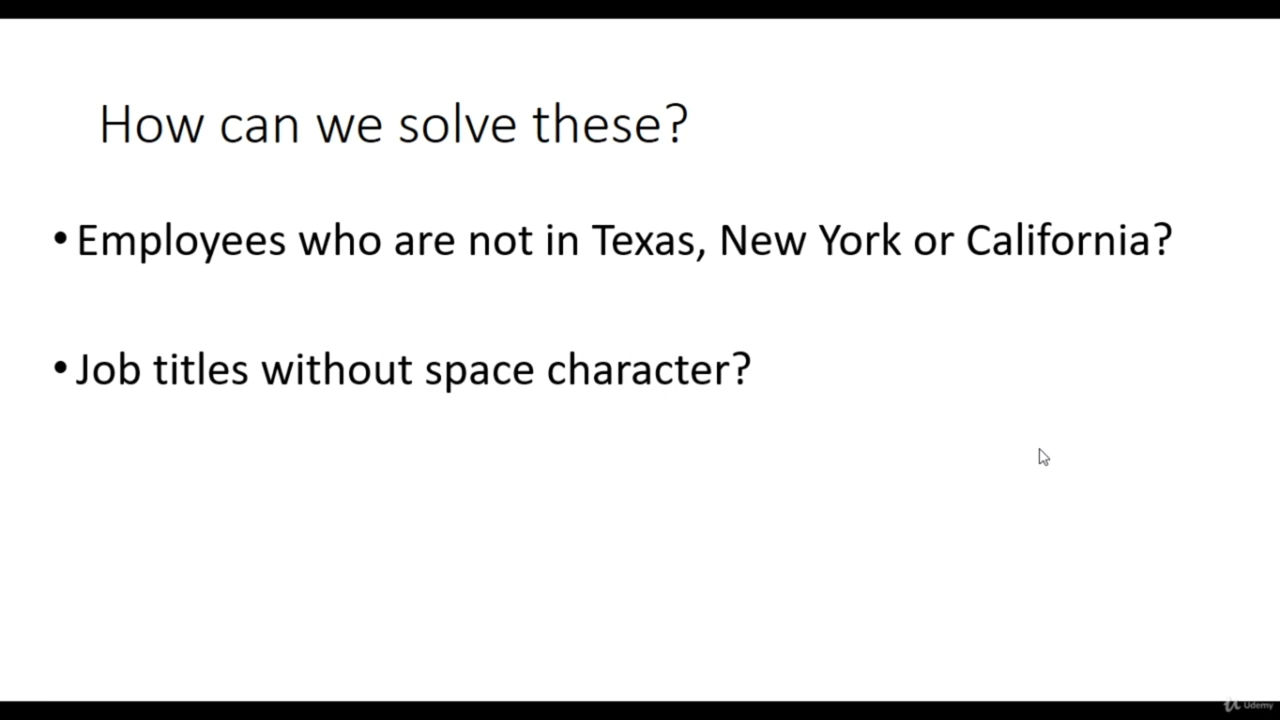 How can we solve these?
• Employees who are not in Texas, New York or California?
• Job titles without space character?
Udemy